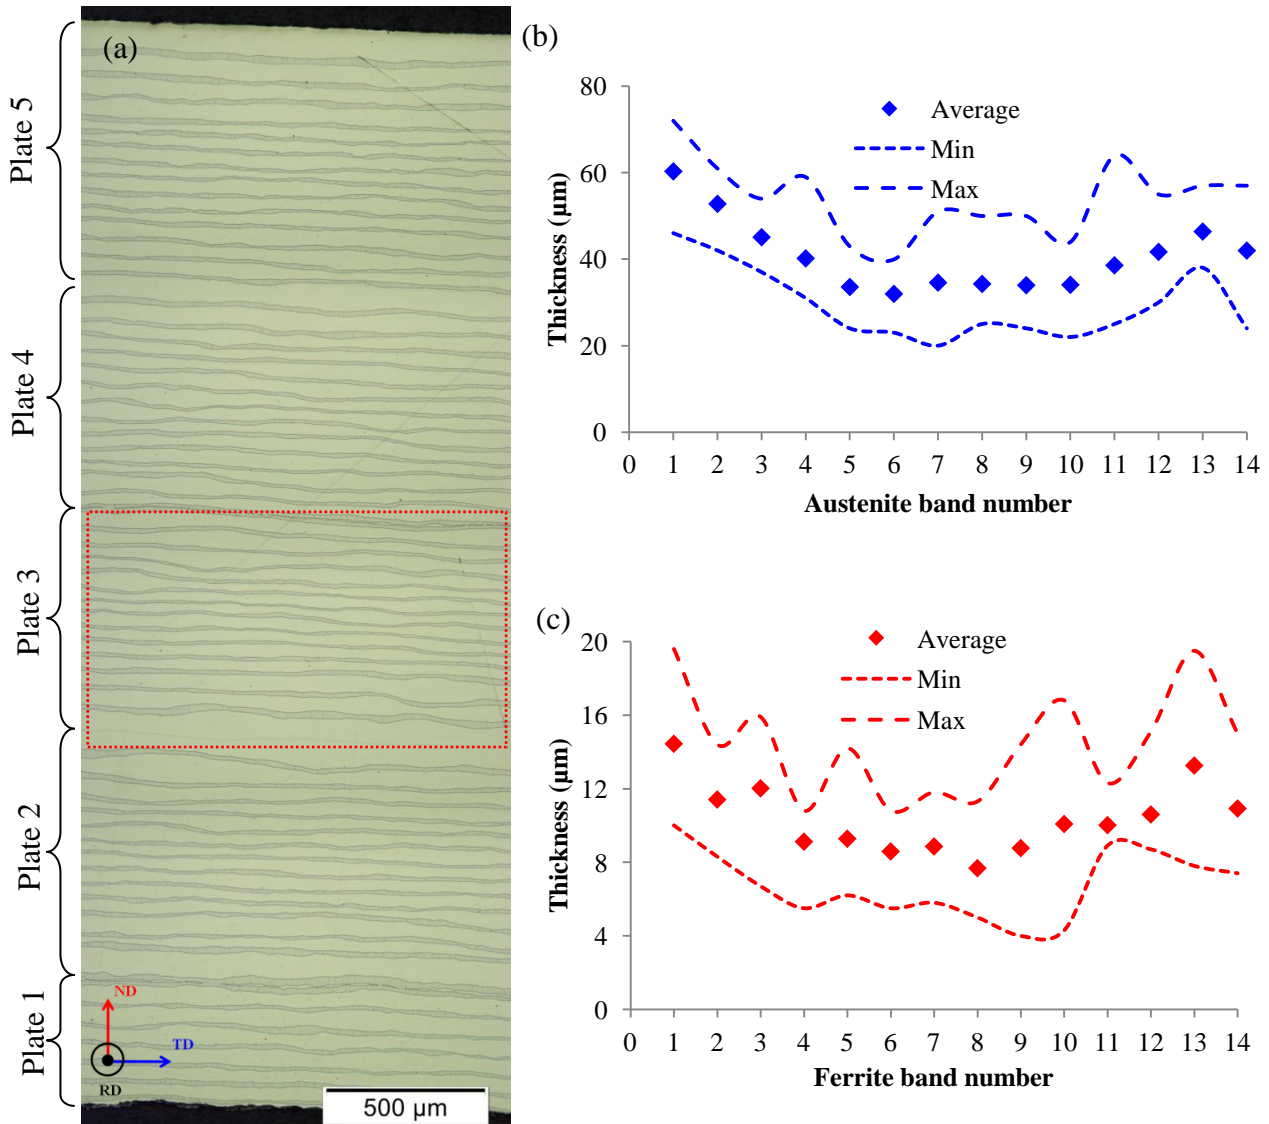 (a)
Plate 5
Plate 4
Plate 3
Plate 2
Plate 1
ND
TD
RD
500 µm
(b)
Thickness (µm)
80
60
40
20
0
Average
Min
Max
0 1 2 3 4 5 6 7 8 9 10 11 12 13 14
Austenite band number
(c)
Thickness (µm)
20
16
12
8
4
0
Average
Min
Max
0 1 2 3 4 5 6 7 8 9 10 11 12 13 14
Ferrite band number